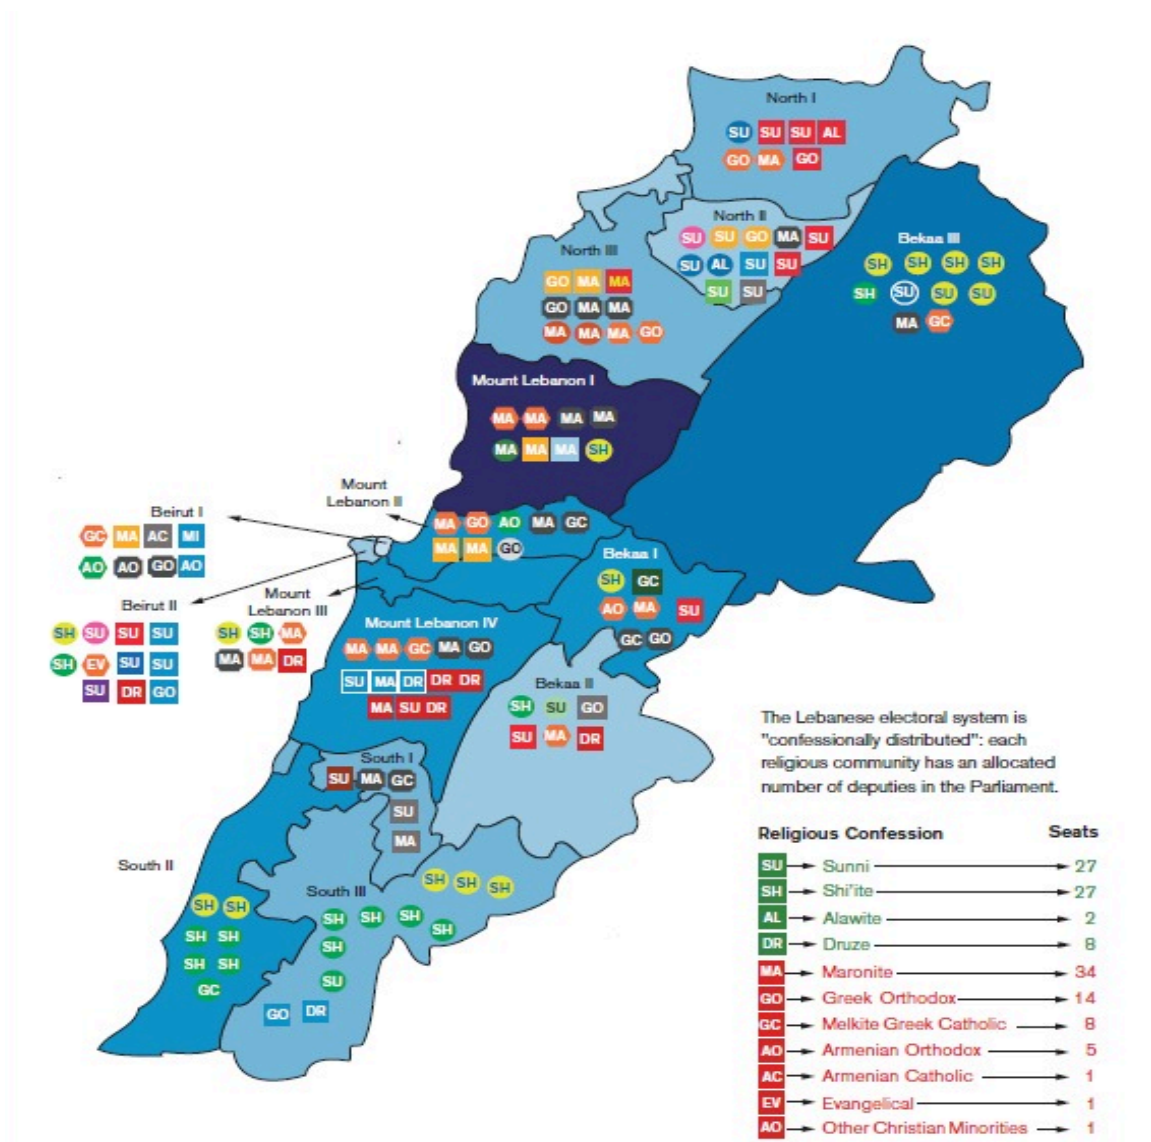 North I
SU SU SU AL
GO MA GO
North II
SU SU GO MA SU
SU AL SU SU
SU SU
Bekaa III
SH SH SH SH
SH SU SU SU
MA GC
North III
GO MA MA
GO MA MA
MA MA MA GO
Mount Lebanon I
MA MA MA MA
MA MA MA SH
Mount
Lebanon II
MA GO AO MA GC
MA MA GO
Beirut I
GC MA AC MI
AO AO GO AO
Beirut II
SH SU SU SU
SH EV SU SU
SU DR GO
Mount
Lebanon III
SH SH MA
MA MA DR
Bekaa I
SH GC
AO MA SU
GC GO
Mount Lebanon IV
MA MA GC MA GO
SU MA DR DR DR
MA SU DR
Bekaa II
SH SU GO
SU MA DR
South I
SU MA GC
SU
MA
South II
SH SH
SH SH
SH SH
GC
South III
SH SH SH
SH SH SH SH
SH
SU
GO DR
The Lebanese electoral system is
"confessionally distributed": each
religious community has an allocated
number of deputies in the Parliament.
Religious Confession Seats
SU Sunni 27
SH Shi'ite 27
AL Alawite 2
DR Druze 8
MA Maronite 34
GO Greek Orthodox 14
GC Melkite Greek Catholic 8
AO Armenian Orthodox 5
AC Armenian Catholic 1
EV Evangelical 1
AO Other Christian Minorities 1